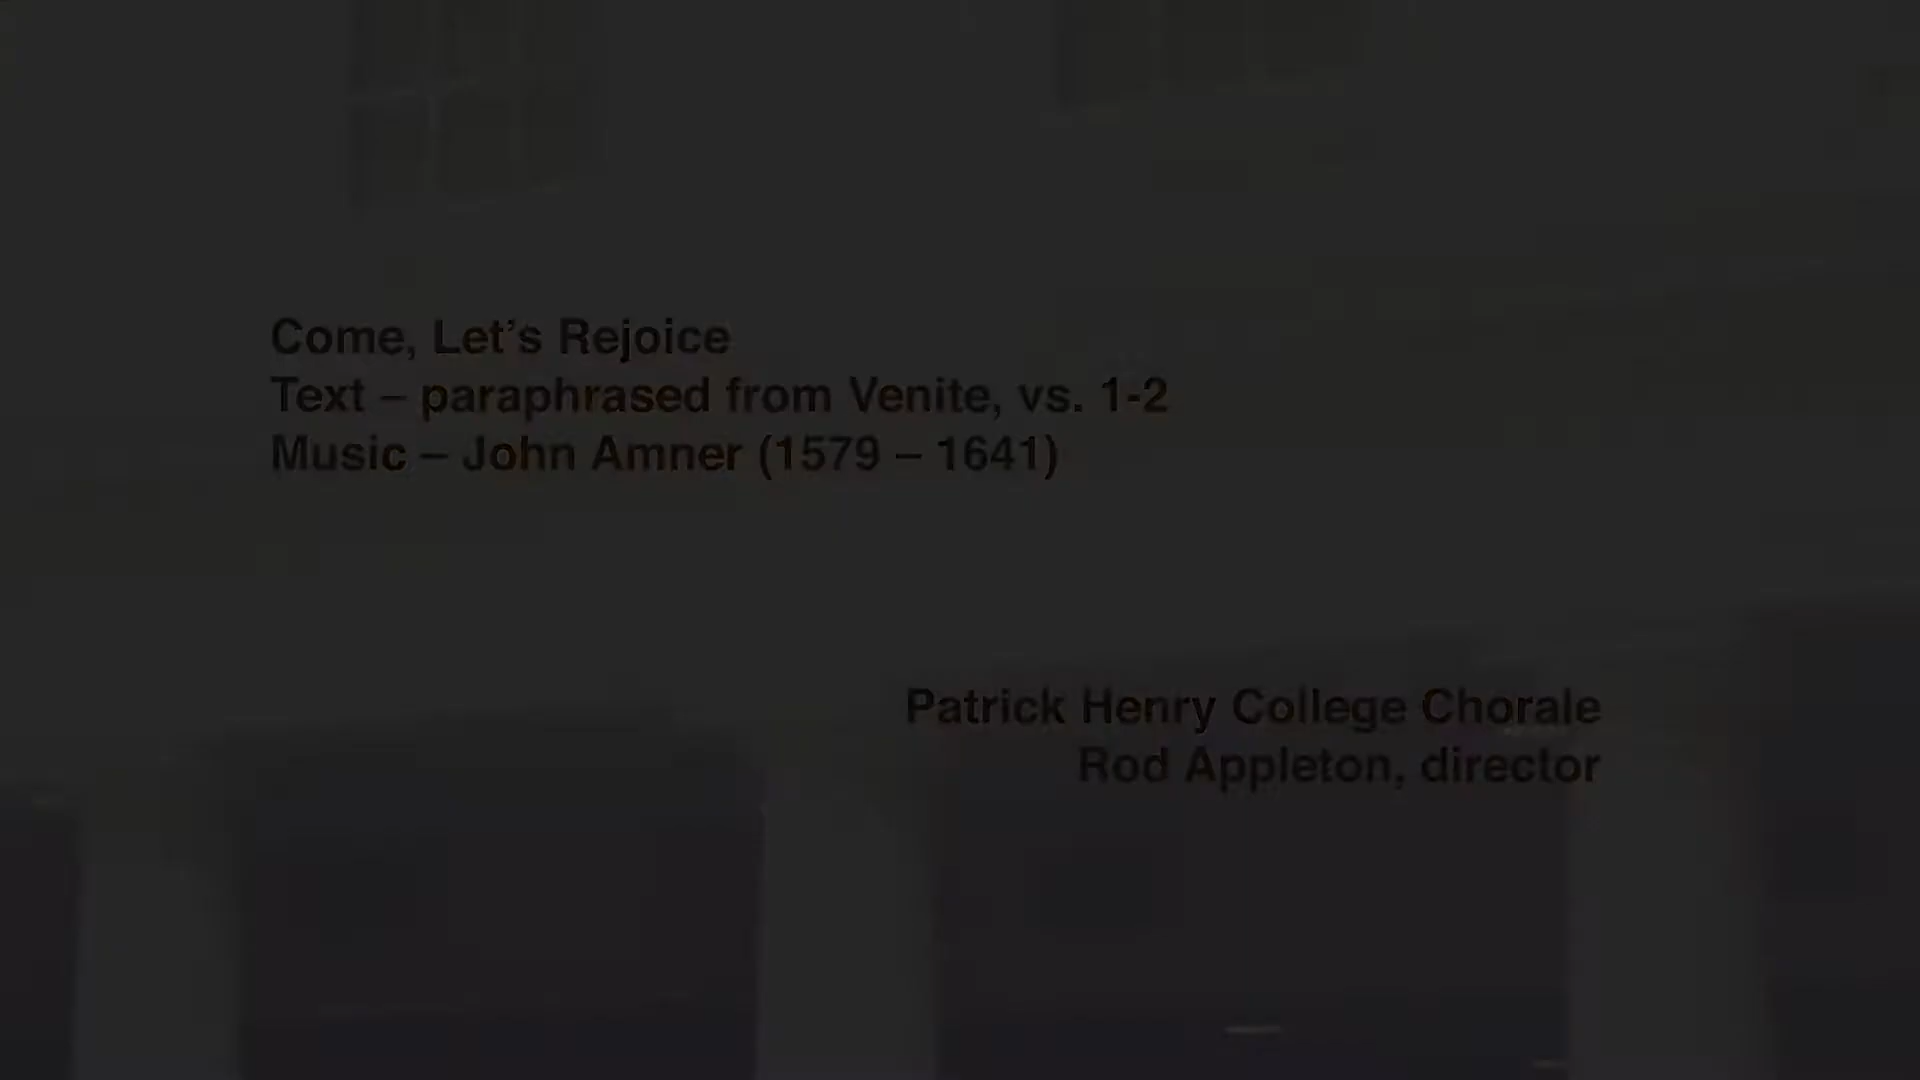 Come, Let’s Rejoice
Text – paraphrased from Venite, vs. 1-2
Music – John Amner (1579 – 1641)
Patrick Henry College Chorale
Rod Appleton, director